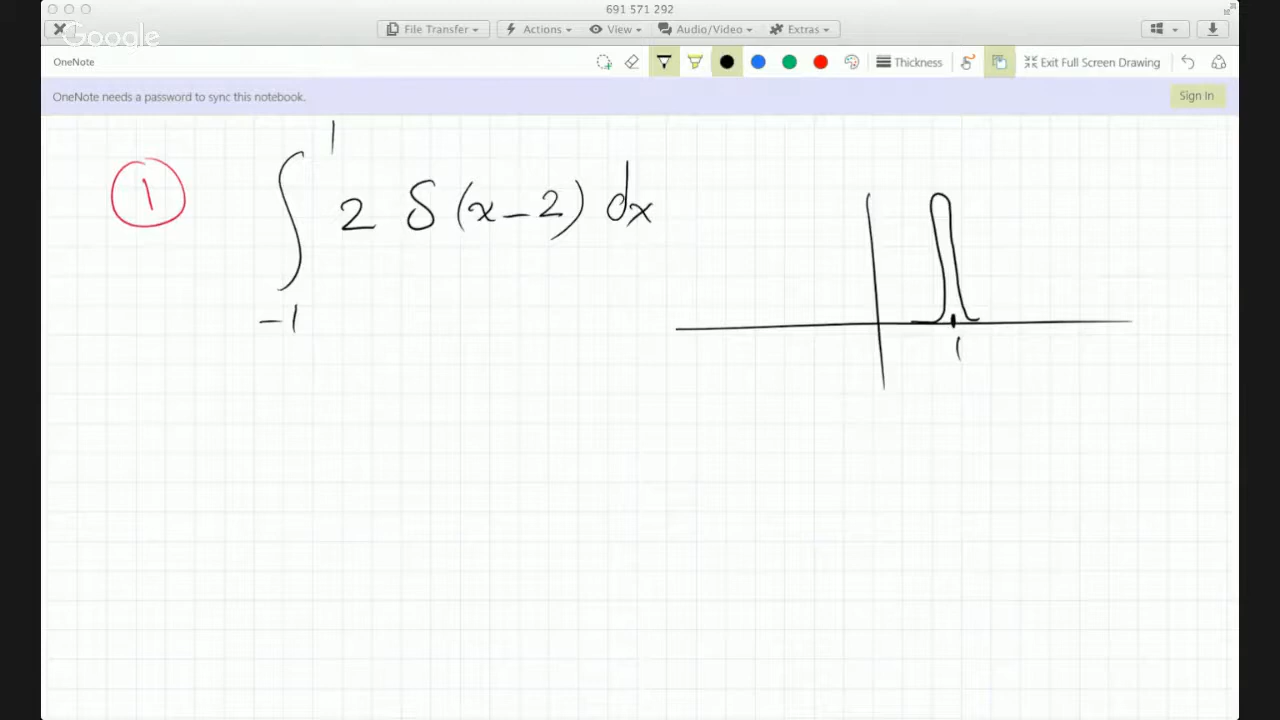 691 571 292
File Transfer Actions View Audio/Video Extras
Google
OneNote Thickness Exit Full Screen Drawing
OneNote needs a password to sync this notebook. Sign In
1 ∫_{-1}^{1} 2 δ(x-2) dx
1